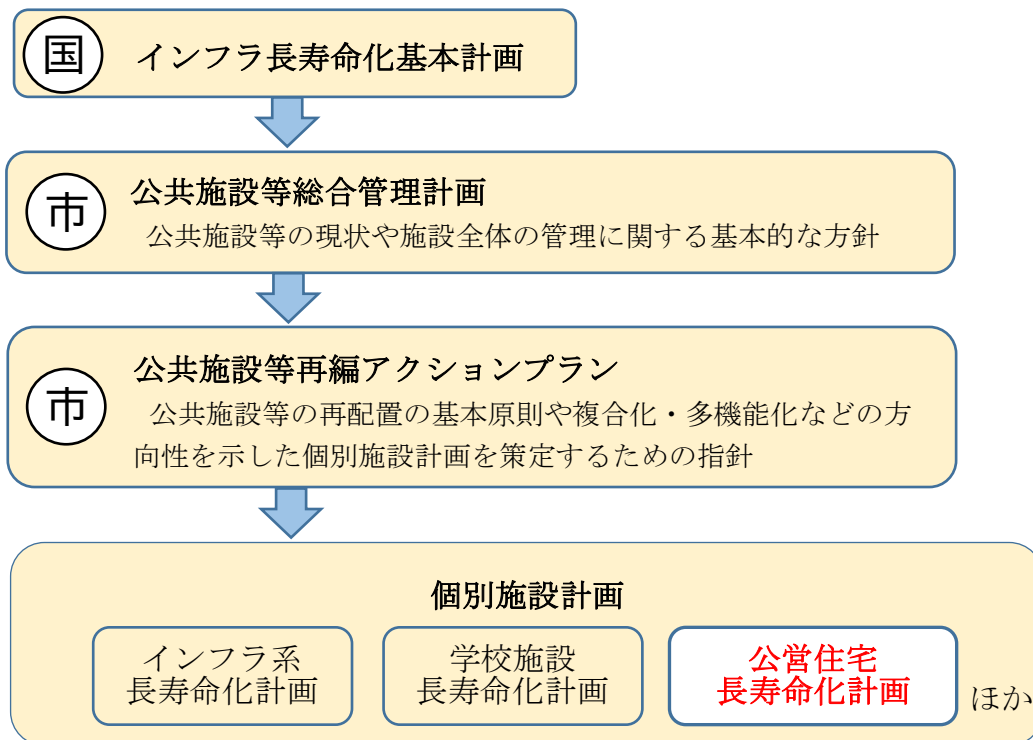 国 インフラ長寿命化基本計画
市 公共施設等総合管理計画
公共施設等の現状や施設全体の管理に関する基本的な方針
公共施設等再編アクションプラン
市 公共施設等の再配置の基本原則や複合化・多機能化などの方
向性を示した個別施設計画を策定するための指針
個別施設計画
インフラ系
長寿命化計画
学校施設
長寿命化計画
公営住宅
長寿命化計画
ほか